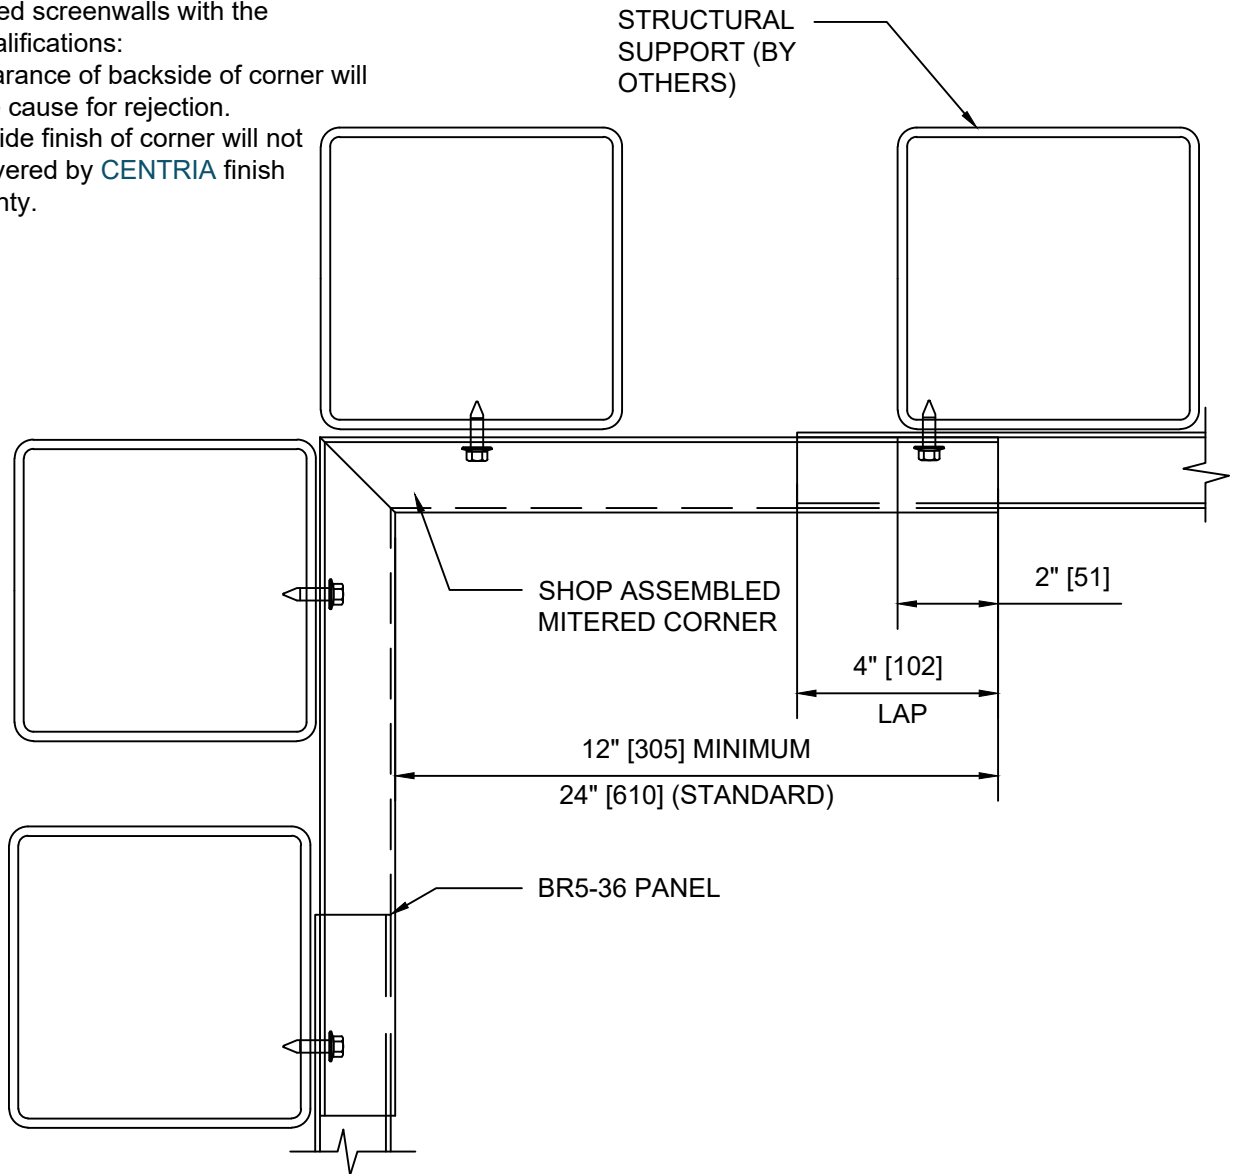 ed screenwalls with the
alifications:
arance of backside of corner will
cause for rejection.
ide finish of corner will not
vered by CENTRIA finish
nty.
STRUCTURAL
SUPPORT (BY
OTHERS)
SHOP ASSEMBLED
MITERED CORNER
2" [51]
4" [102]
LAP
12" [305] MINIMUM
24" [610] (STANDARD)
BR5-36 PANEL